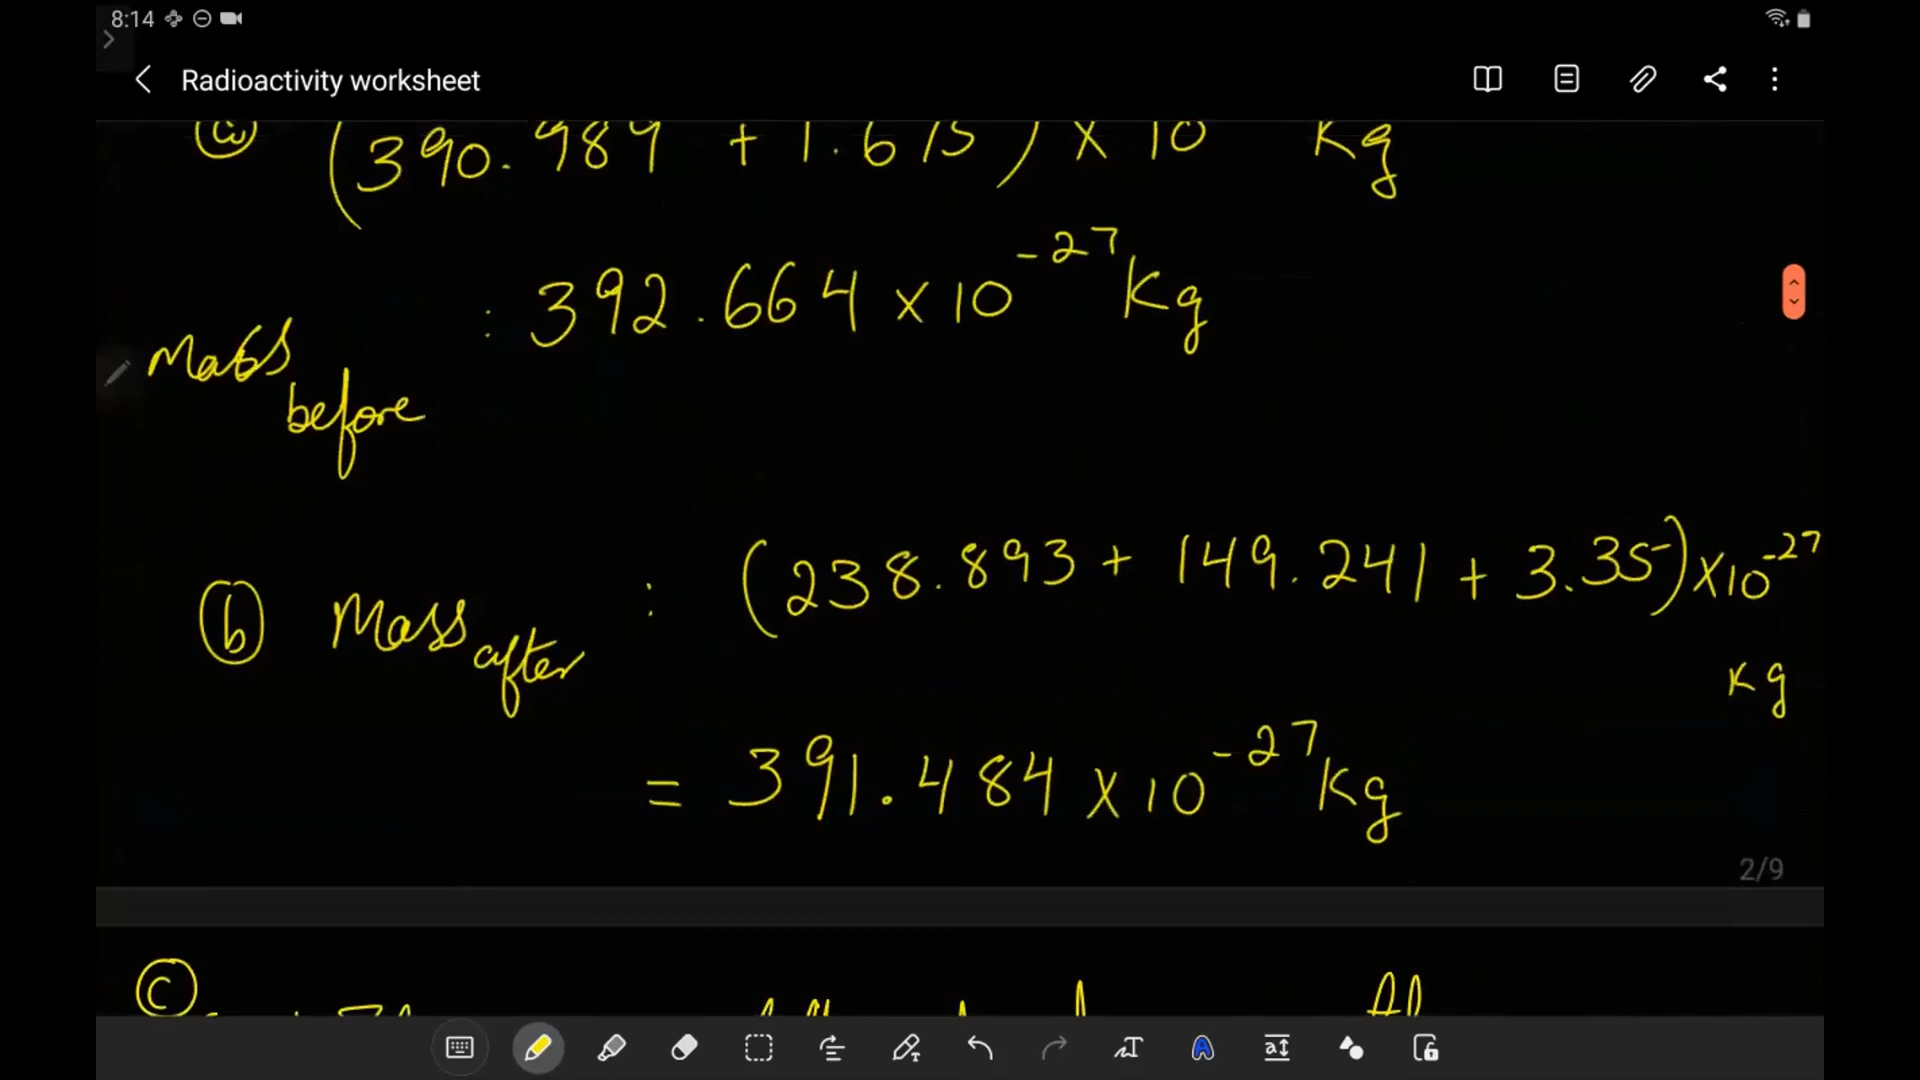 8:14
Radioactivity worksheet
(a) (390.989 + 1.675) × 10 Kg
: 392.664 × 10⁻²⁷ Kg
Mass before
(b) Mass after : (238.893 + 149.241 + 3.35) × 10⁻²⁷
Kg
= 391.484 × 10⁻²⁷ Kg
2/9
(c)